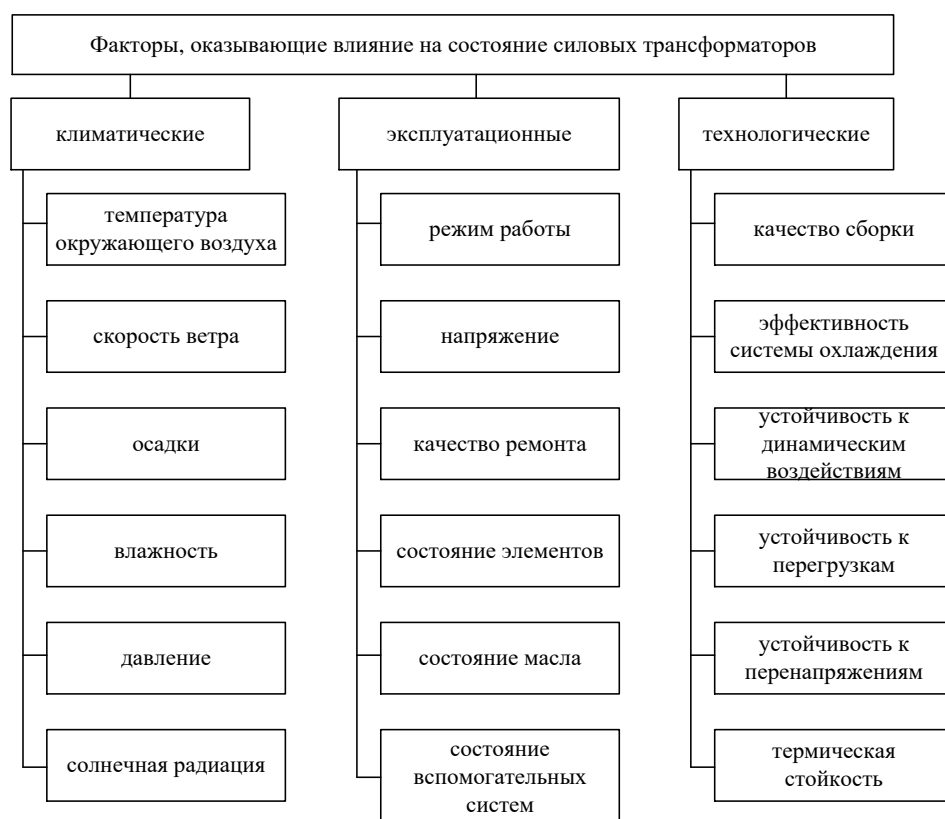 Факторы, оказывающие влияние на состояние силовых трансформаторов
климатические
температура
окружающего воздуха
скорость ветра
осадки
влажность
давление
солнечная радиация
эксплуатационные
режим работы
напряжение
качество ремонта
состояние элементов
состояние масла
состояние
вспомогательных
систем
технологические
качество сборки
эффективность
системы охлаждения
устойчивость к
динамическим
воздействиям
устойчивость к
перегрузкам
устойчивость к
перенапряжениям
термическая
стойкость